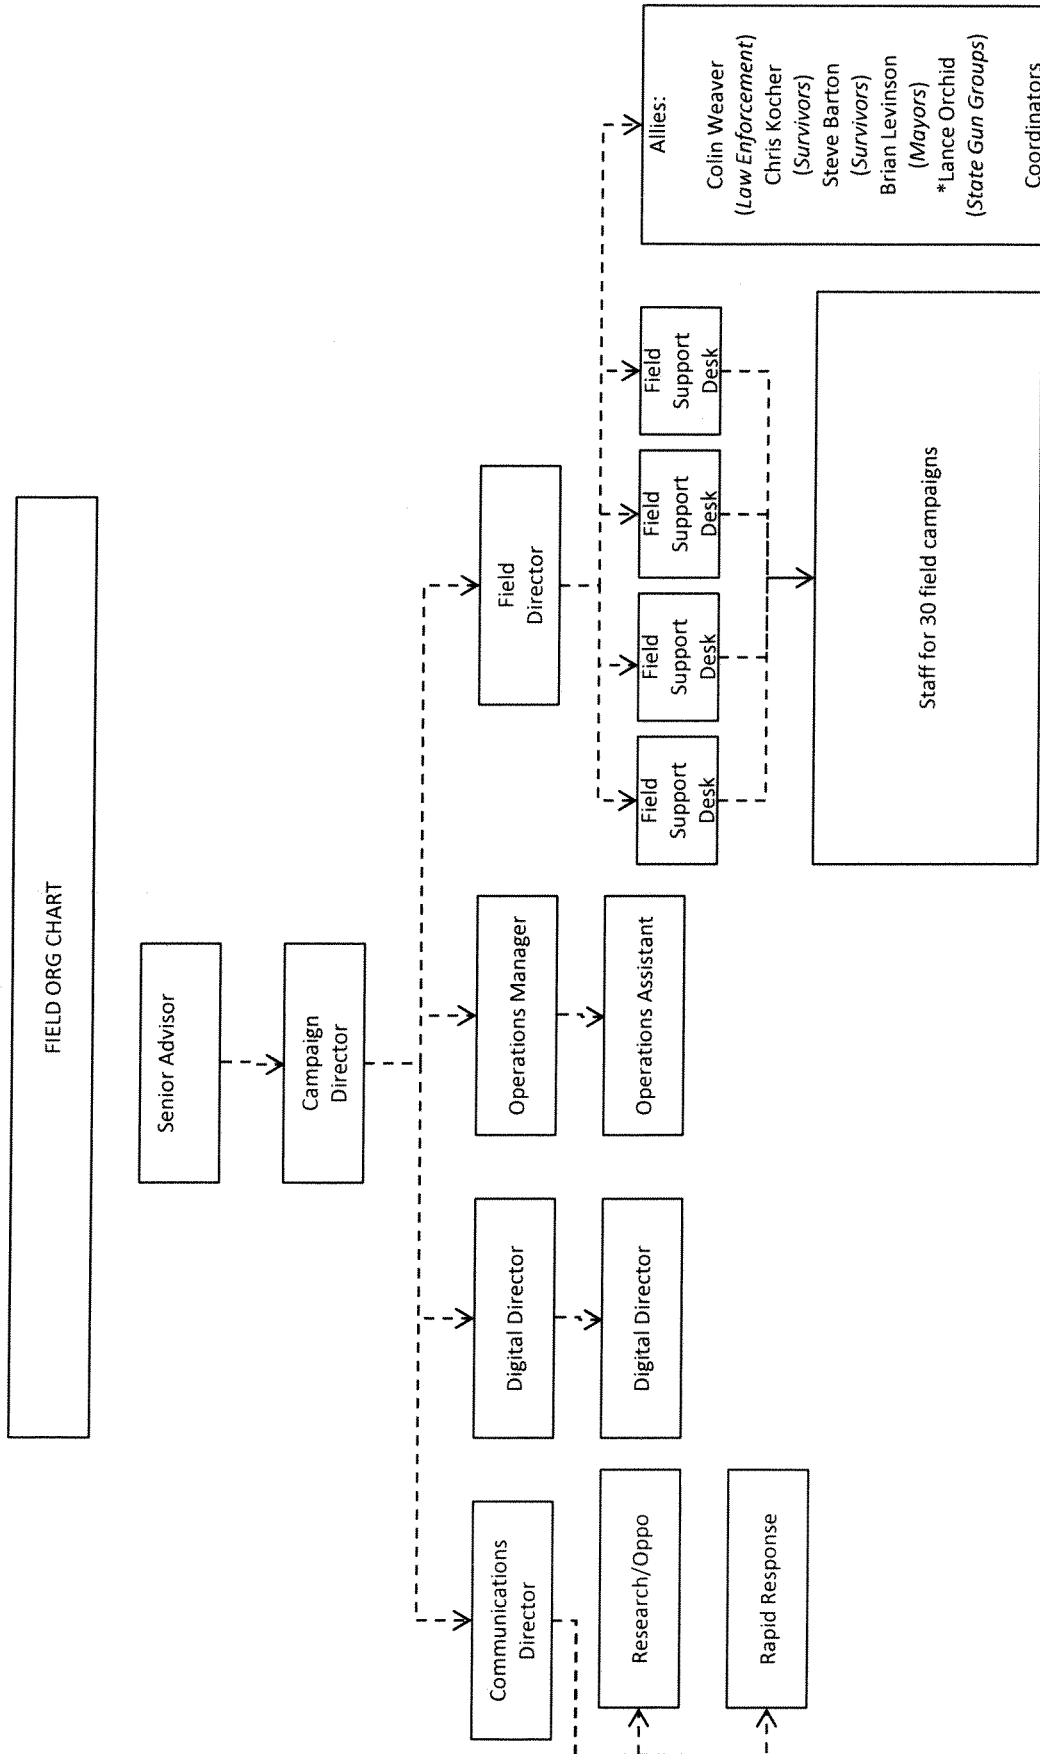 FIELD ORG CHART
Senior Advisor
Campaign
Director
Communications
Director
Digital Director
Operations Manager
Field
Director
Research/Oppo
Digital Director
Operations Assistant
Field
Support
Desk
Field
Support
Desk
Field
Support
Desk
Field
Support
Desk
Allies:
Colin Weaver
(Law Enforcement)
Chris Kocher
(Survivors)
Steve Barton
(Survivors)
Brian Levinson
(Mayors)
*Lance Orchid
(State Gun Groups)
Coordinators
Rapid Response
Staff for 30 field campaigns